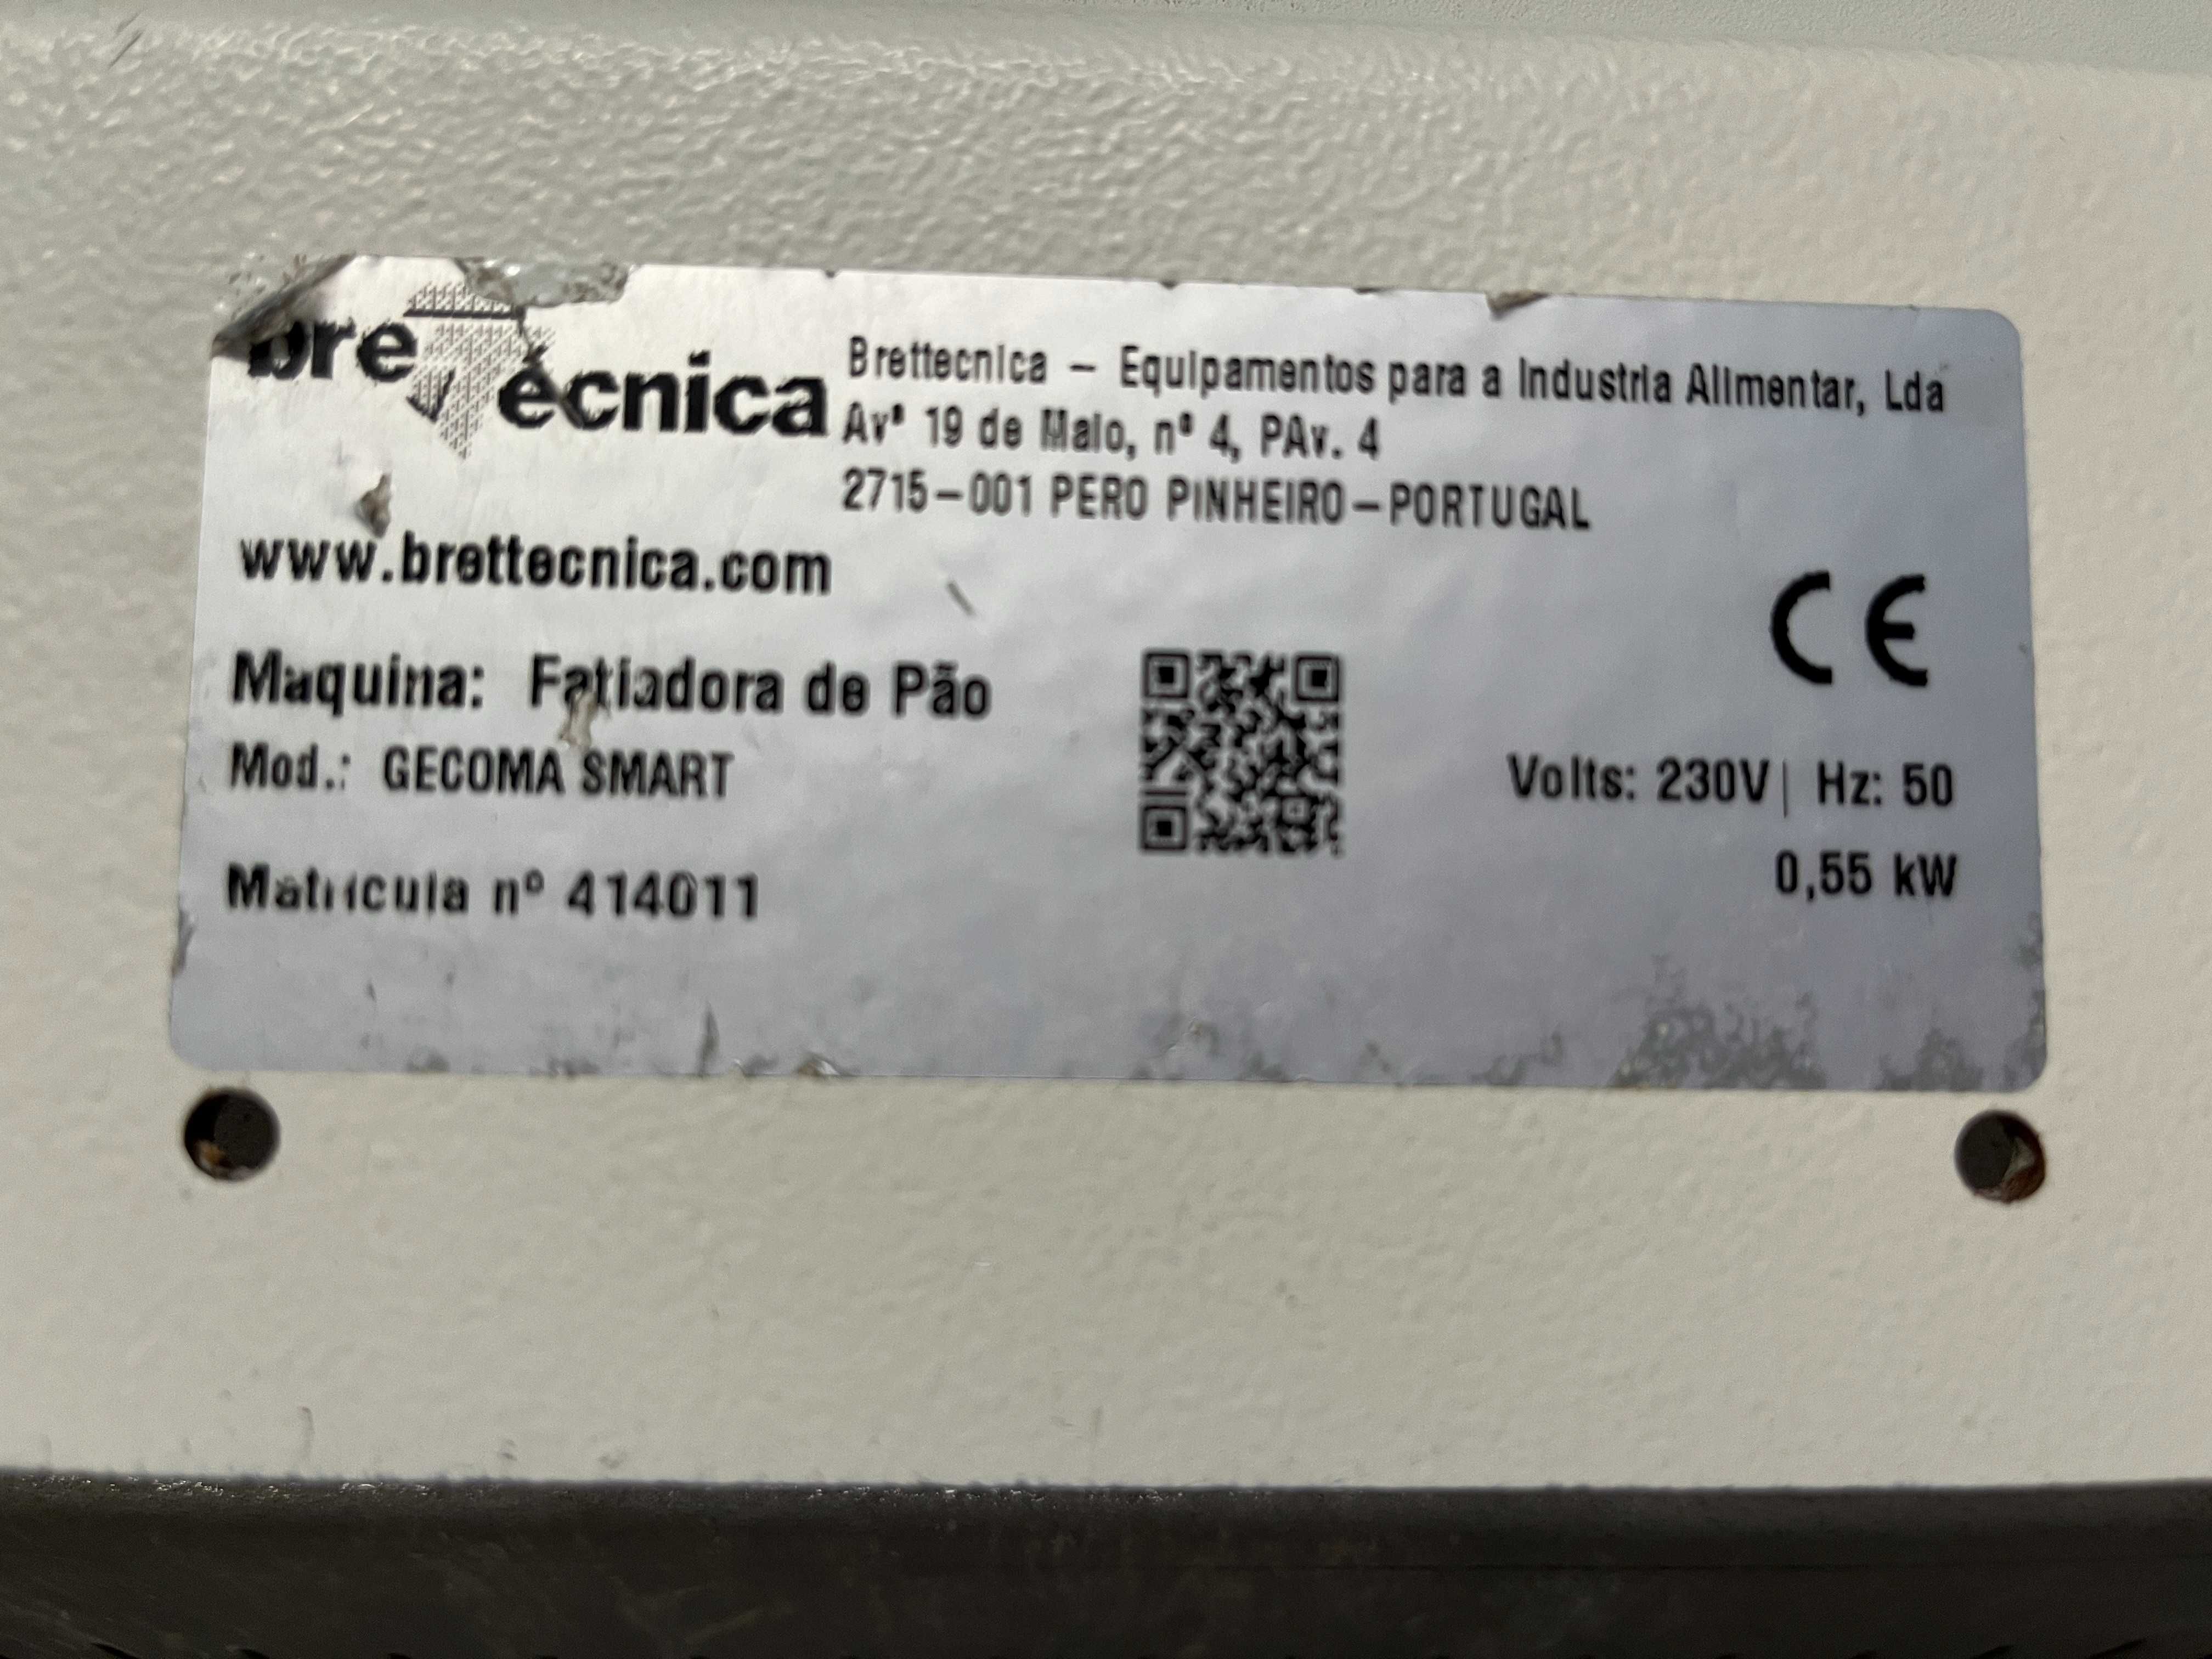 breTécnica
Brettecnica – Equipamentos para a Industria Alimentar, Lda
Avª 19 de Maio, nº 4, PAv. 4
2715-001 PERO PINHEIRO-PORTUGAL
www.brettecnica.com
CE
Maquina: Fatiadora de Pão
Mod.: GECOMA SMART
Volts: 230V | Hz: 50
0,55 kW
Matricula nº 414011